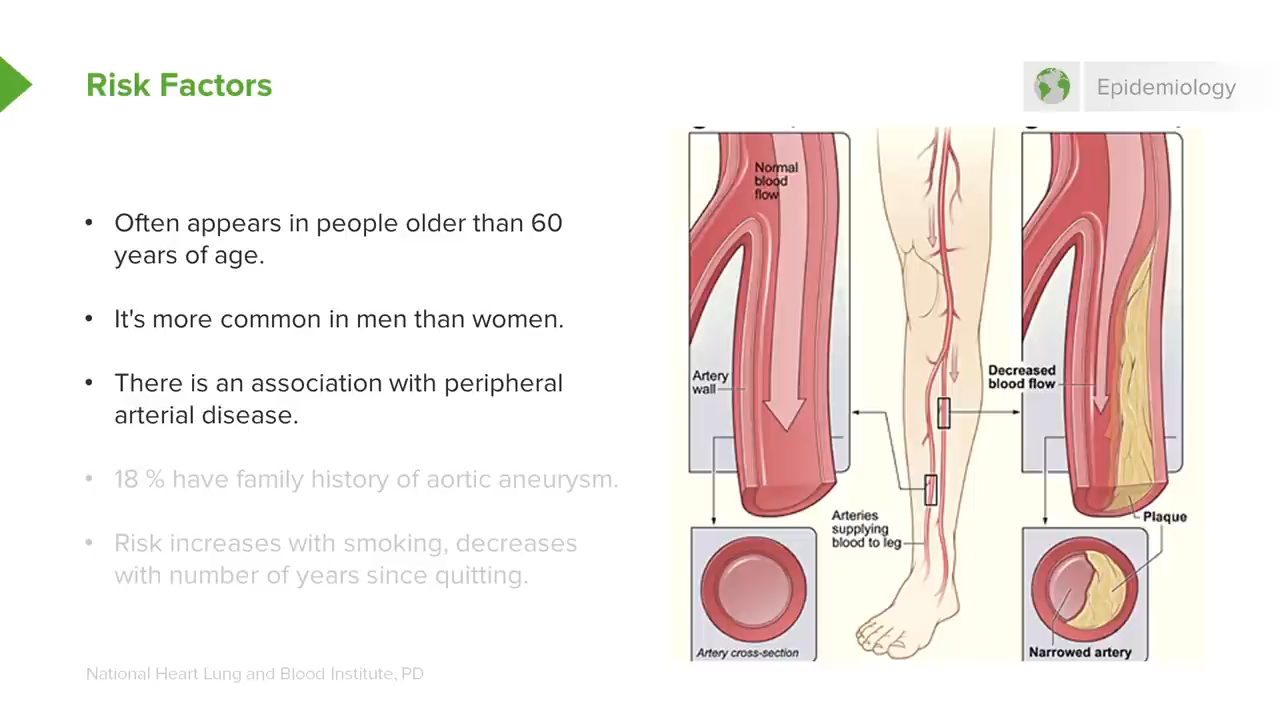 Risk Factors
Epidemiology
• Often appears in people older than 60
years of age.
• It's more common in men than women.
• There is an association with peripheral
arterial disease.
• 18 % have family history of aortic aneurysm.
• Risk increases with smoking, decreases
with number of years since quitting.
National Heart Lung and Blood Institute, PD
Normal
blood
flow
Artery
wall
Decreased
blood flow
Arteries
supplying
blood to leg
Plaque
Artery cross-section
Narrowed artery